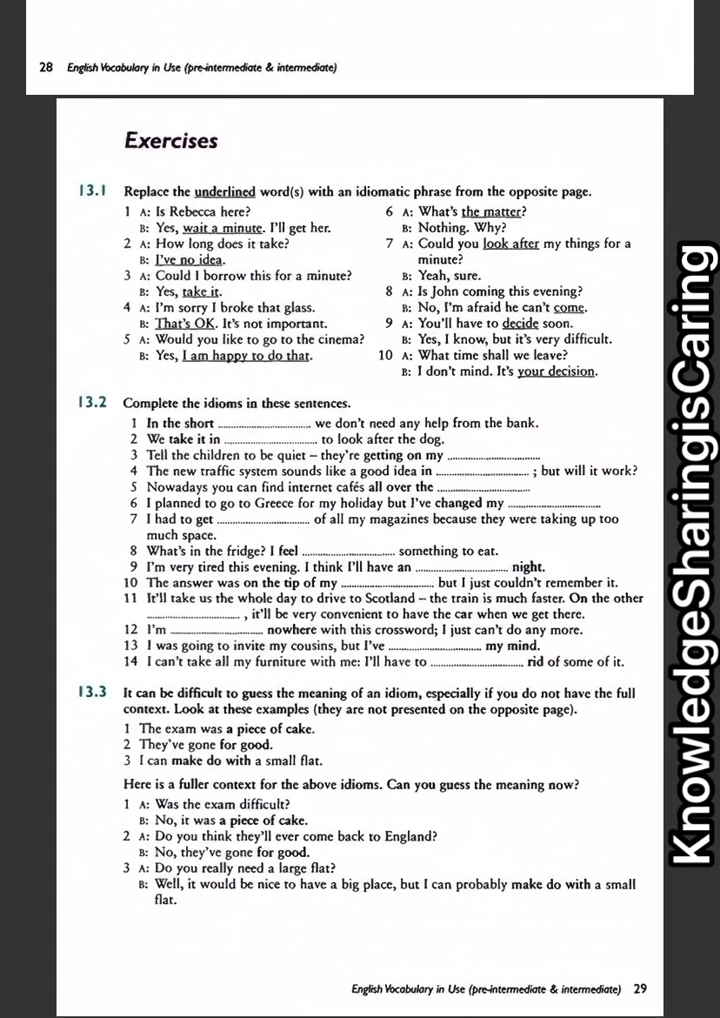 28 English Vocabulary in Use (pre-intermediate & intermediate)
Exercises
13.1 Replace the underlined word(s) with an idiomatic phrase from the opposite page.
1 A: Is Rebecca here?
B: Yes, wait a minute. I'll get her.
2 A: How long does it take?
B: I've no idea.
3 A: Could I borrow this for a minute?
B: Yes, take it.
4 A: I'm sorry I broke that glass.
B: That's OK. It's not important.
5 A: Would you like to go to the cinema?
B: Yes, I am happy to do that.
6 A: What's the matter?
B: Nothing. Why?
7 A: Could you look after my things for a
minute?
B: Yeah, sure.
8 A: Is John coming this evening?
B: No, I'm afraid he can't come.
9 A: You'll have to decide soon.
B: Yes, I know, but it's very difficult.
10 A: What time shall we leave?
B: I don't mind. It's your decision.
13.2 Complete the idioms in these sentences.
1 In the short .................... we don't need any help from the bank.
2 We take it in .................... to look after the dog.
3 Tell the children to be quiet – they're getting on my ....................
4 The new traffic system sounds like a good idea in .................... ; but will it work?
5 Nowadays you can find internet cafés all over the ....................
6 I planned to go to Greece for my holiday but I've changed my ....................
7 I had to get .................... of all my magazines because they were taking up too
much space.
8 What's in the fridge? I feel .................... something to eat.
9 I'm very tired this evening. I think I'll have an .................... night.
10 The answer was on the tip of my .................... but I just couldn't remember it.
11 It'll take us the whole day to drive to Scotland – the train is much faster. On the other
.................... , it'll be very convenient to have the car when we get there.
12 I'm .................... nowhere with this crossword; I just can't do any more.
13 I was going to invite my cousins, but I've .................... my mind.
14 I can't take all my furniture with me: I'll have to .................... rid of some of it.
13.3 It can be difficult to guess the meaning of an idiom, especially if you do not have the full
context. Look at these examples (they are not presented on the opposite page).
1 The exam was a piece of cake.
2 They've gone for good.
3 I can make do with a small flat.
Here is a fuller context for the above idioms. Can you guess the meaning now?
1 A: Was the exam difficult?
B: No, it was a piece of cake.
2 A: Do you think they'll ever come back to England?
B: No, they've gone for good.
3 A: Do you really need a large flat?
B: Well, it would be nice to have a big place, but I can probably make do with a small
flat.
English Vocabulary in Use (pre-intermediate & intermediate) 29
KnowledgeSharingisCaring